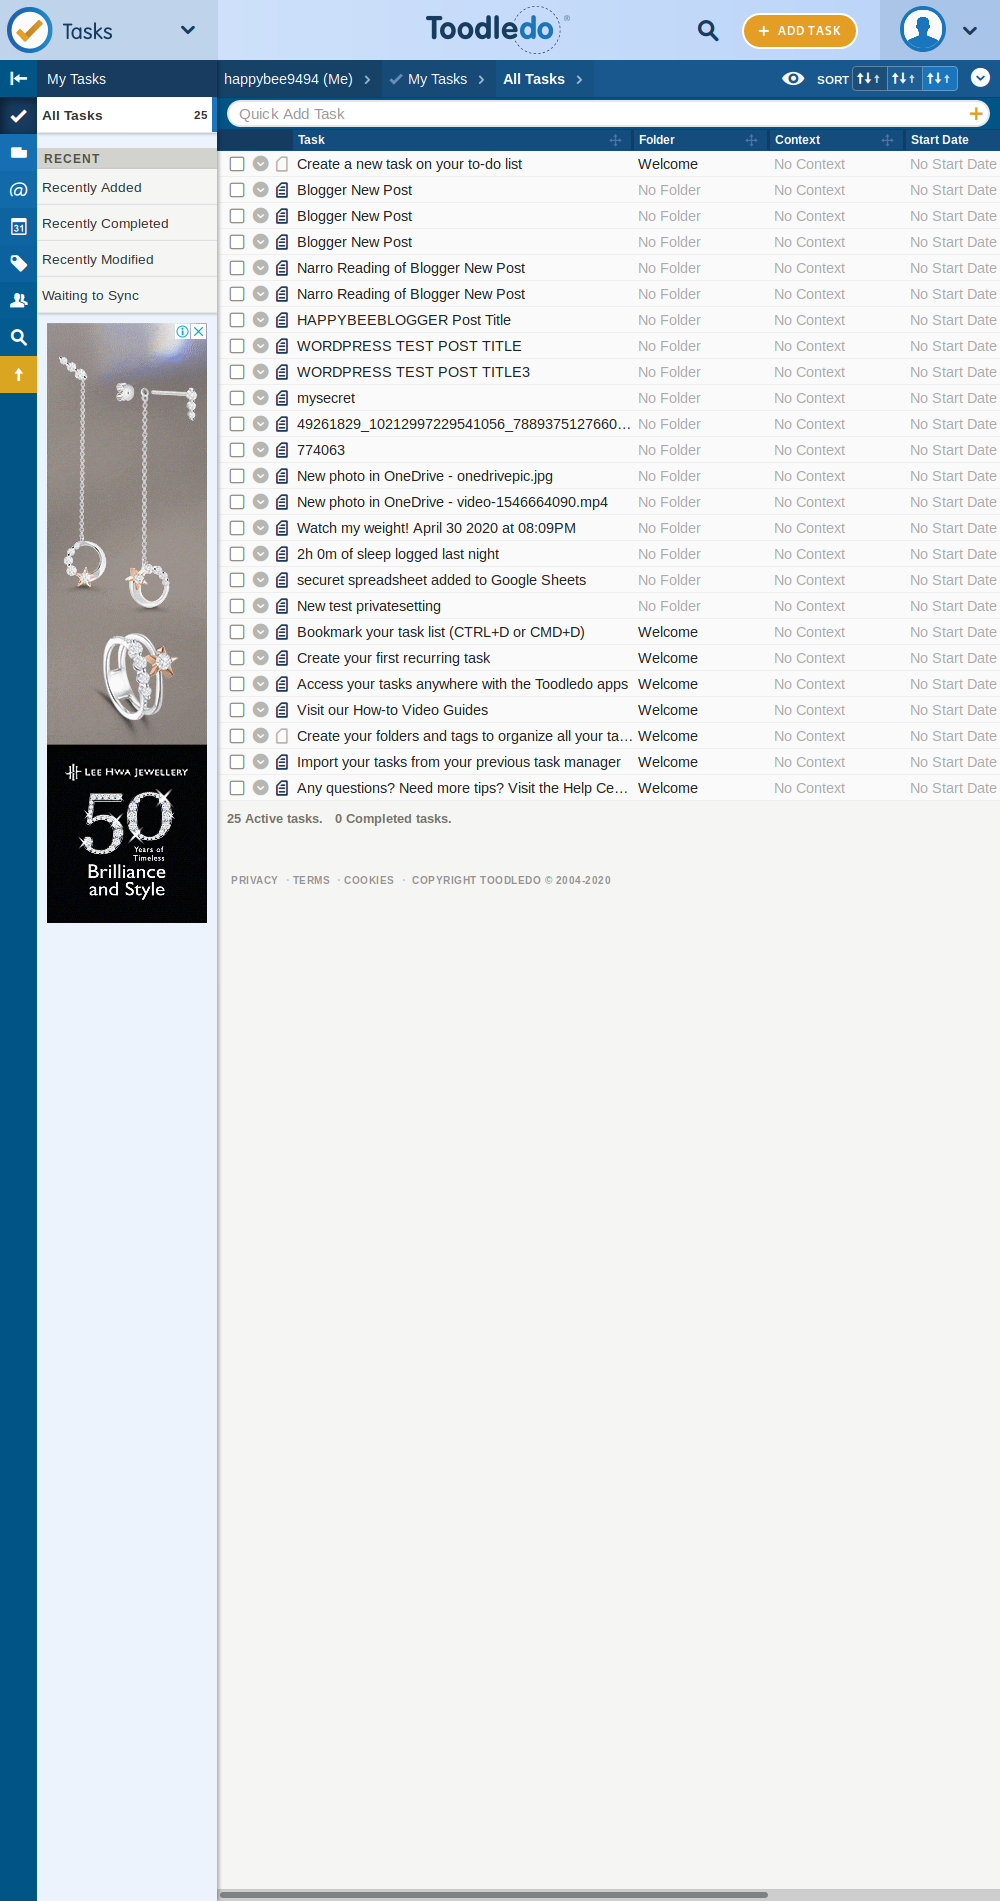 Tasks
Toodledo ®
+ ADD TASK
My Tasks
happybee9494 (Me)
My Tasks
All Tasks
SORT
All Tasks 25
Quick Add Task
Task Folder Context Start Date
RECENT
Recently Added
Recently Completed
31
Recently Modified
Waiting to Sync
Create a new task on your to-do list Welcome No Context No Start Date
Blogger New Post No Folder No Context No Start Date
Blogger New Post No Folder No Context No Start Date
Blogger New Post No Folder No Context No Start Date
Narro Reading of Blogger New Post No Folder No Context No Start Date
Narro Reading of Blogger New Post No Folder No Context No Start Date
HAPPYBEEBLOGGER Post Title No Folder No Context No Start Date
WORDPRESS TEST POST TITLE No Folder No Context No Start Date
WORDPRESS TEST POST TITLE3 No Folder No Context No Start Date
mysecret No Folder No Context No Start Date
49261829_10212997229541056_7889375127660... No Folder No Context No Start Date
774063 No Folder No Context No Start Date
New photo in OneDrive - onedrivepic.jpg No Folder No Context No Start Date
New photo in OneDrive - video-1546664090.mp4 No Folder No Context No Start Date
Watch my weight! April 30 2020 at 08:09PM No Folder No Context No Start Date
2h 0m of sleep logged last night No Folder No Context No Start Date
securet spreadsheet added to Google Sheets No Folder No Context No Start Date
New test privatesetting No Folder No Context No Start Date
Bookmark your task list (CTRL+D or CMD+D) Welcome No Context No Start Date
Create your first recurring task Welcome No Context No Start Date
Access your tasks anywhere with the Toodledo apps Welcome No Context No Start Date
Visit our How-to Video Guides Welcome No Context No Start Date
Create your folders and tags to organize all your ta... Welcome No Context No Start Date
Import your tasks from your previous task manager Welcome No Context No Start Date
Any questions? Need more tips? Visit the Help Ce... Welcome No Context No Start Date
25 Active tasks. 0 Completed tasks.
PRIVACY · TERMS · COOKIES · COPYRIGHT TOODLEDO © 2004-2020
LEE HWA JEWELLERY
50
Years of
Timeless
Brilliance
and Style